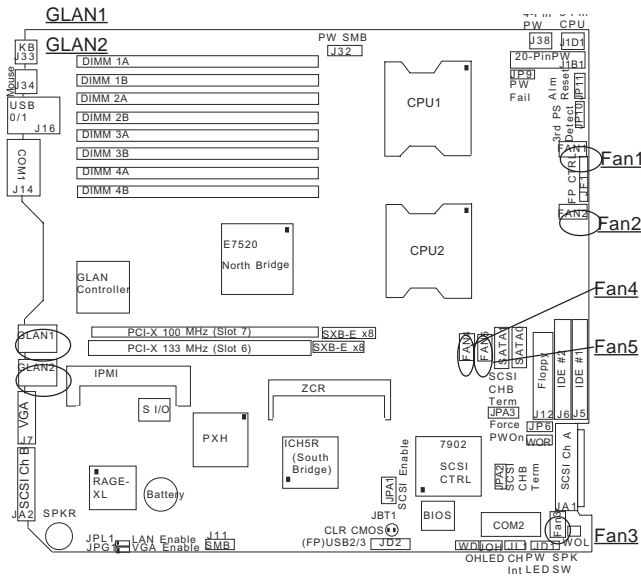 GLAN1
GLAN2
KB
J33
Mouse
J34
USB
0/1
J16
COM1
J14
PW SMB
J32
4-Pin
PW
J38
CPU
J1D1
20-PinPW
J1B1
JP9
PW
Fail
3rd PS Alm
Detect Reset
JP11
JP10
FAN1
Fan1
FP CTRL
JF1
FAN2
Fan2
DIMM 1A
DIMM 1B
DIMM 2A
DIMM 2B
DIMM 3A
DIMM 3B
DIMM 4A
DIMM 4B
CPU1
CPU2
E7520
North Bridge
GLAN
Controller
Fan4
Fan5
GLAN1
GLAN2
PCI-X 100 MHz (Slot 7)
PCI-X 133 MHz (Slot 6)
SXB-E x8
SXB-E x8
SATA1
SATA0
Floppy
J12
IDE #2
J6
IDE #1
J5
SCSI
CHB
Term
JPA3
Force
PWOn
JP6
WOR
IPMI
S I/O
ZCR
VGA
J7
PXH
ICH5R
(South
Bridge)
7902
SCSI
CTRL
JPA2
SCSI
CHB
Term
SCSI Ch A
JA1
SCSI Ch B
JA2
RAGE-
XL
Battery
JPA1
SCSI Enable
BIOS
COM2
Fan3
WOL
Fan3
SPKR
JPL1
LAN Enable
JPG1
VGA Enable
J11
SMB
JBT1
CLR CMOS
(FP)USB2/3
JD2
WD
JOH
JL1
JD1
OHLED
CH
Int
PW
LED
SPK
SW